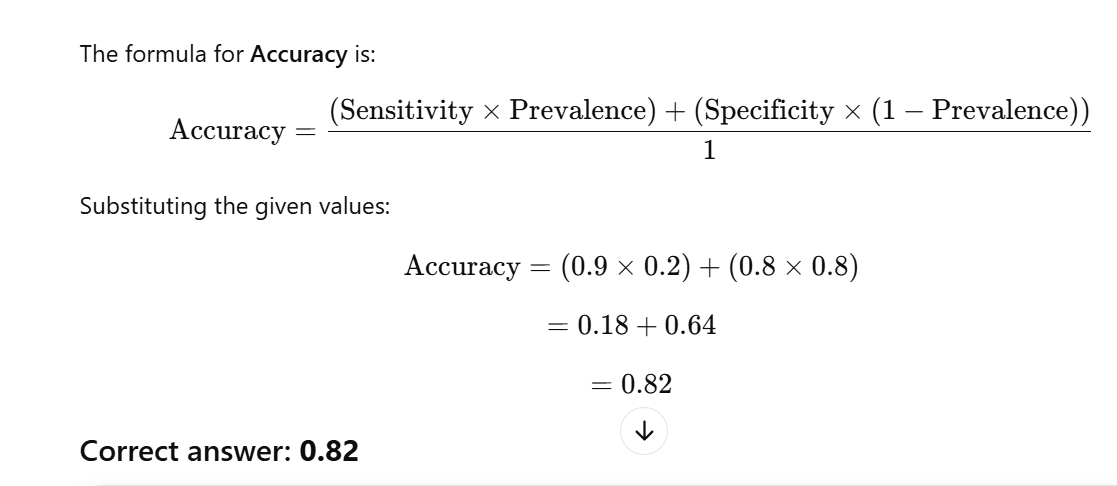 The formula for Accuracy is:
Accuracy = (Sensitivity × Prevalence) + (Specificity × (1 − Prevalence))
1
Substituting the given values:
Accuracy = (0.9 × 0.2) + (0.8 × 0.8)
= 0.18 + 0.64
= 0.82
Correct answer: 0.82